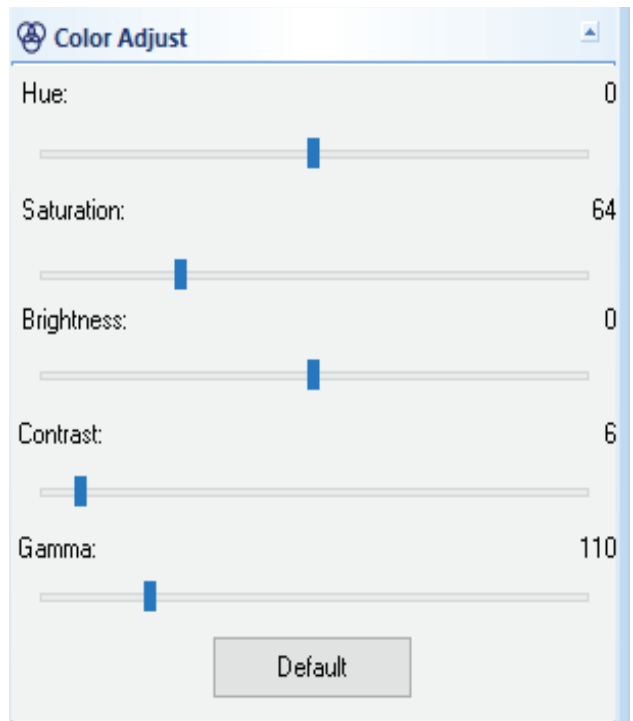 Color Adjust
Hue: 0
Saturation: 64
Brightness: 0
Contrast: 6
Gamma: 110
Default